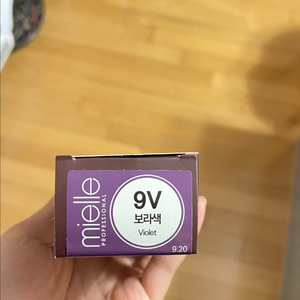 mielle
PROFESSIONAL
9V
보라색
Violet
9.20